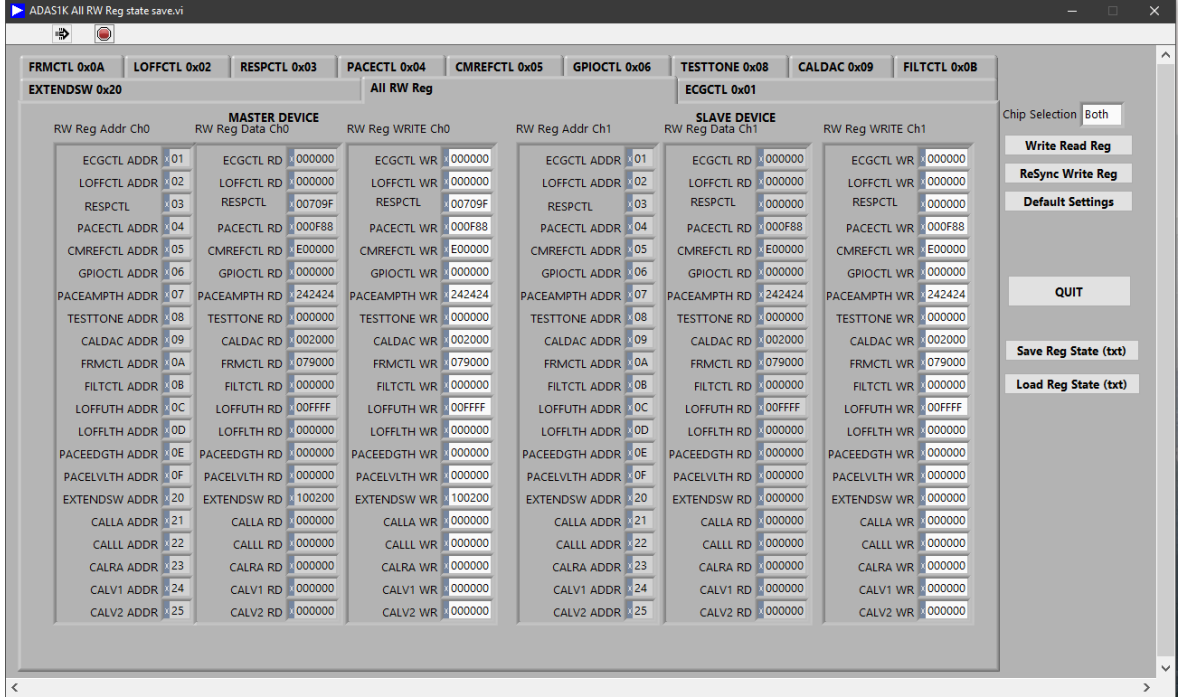 ADAS1K All RW Reg state save.vi
FRMCTL 0x0A LOFFCTL 0x02 RESPCTL 0x03 PACECTL 0x04 CMREFCTL 0x05 GPIOCTL 0x06 TESTTONE 0x08 CALDAC 0x09 FILTCTL 0x0B
EXTENDSW 0x20 All RW Reg ECGCTL 0x01
MASTER DEVICE SLAVE DEVICE
RW Reg Addr Ch0 RW Reg Data Ch0 RW Reg WRITE Ch0 RW Reg Addr Ch1 RW Reg Data Ch1 RW Reg WRITE Ch1
ECGCTL ADDR x 01 ECGCTL RD x 000000 ECGCTL WR x 000000 ECGCTL ADDR x 01 ECGCTL RD x 000000 ECGCTL WR x 000000
LOFFCTL ADDR x 02 LOFFCTL RD x 000000 LOFFCTL WR x 000000 LOFFCTL ADDR x 02 LOFFCTL RD x 000000 LOFFCTL WR x 000000
RESPCTL x 03 RESPCTL x 00709F RESPCTL x 00709F RESPCTL x 03 RESPCTL x 000000 RESPCTL x 000000
PACECTL ADDR x 04 PACECTL RD x 000F88 PACECTL WR x 000F88 PACECTL ADDR x 04 PACECTL RD x 000F88 PACECTL WR x 000F88
CMREFCTL ADDR x 05 CMREFCTL RD x E00000 CMREFCTL WR x E00000 CMREFCTL ADDR x 05 CMREFCTL RD x E00000 CMREFCTL WR x E00000
GPIOCTL ADDR x 06 GPIOCTL RD x 000000 GPIOCTL WR x 000000 GPIOCTL ADDR x 06 GPIOCTL RD x 000000 GPIOCTL WR x 000000
PACEAMPTH ADDR x 07 PACEAMPTH RD x 242424 PACEAMPTH WR x 242424 PACEAMPTH ADDR x 07 PACEAMPTH RD x 242424 PACEAMPTH WR x 242424
TESTTONE ADDR x 08 TESTTONE RD x 000000 TESTTONE WR x 000000 TESTTONE ADDR x 08 TESTTONE RD x 000000 TESTTONE WR x 000000
CALDAC ADDR x 09 CALDAC RD x 002000 CALDAC WR x 002000 CALDAC ADDR x 09 CALDAC RD x 002000 CALDAC WR x 002000
FRMCTL ADDR x 0A FRMCTL RD x 079000 FRMCTL WR x 079000 FRMCTL ADDR x 0A FRMCTL RD x 079000 FRMCTL WR x 079000
FILTCTL ADDR x 0B FILTCTL RD x 000000 FILTCTL WR x 000000 FILTCTL ADDR x 0B FILTCTL RD x 000000 FILTCTL WR x 000000
LOFFUTH ADDR x 0C LOFFUTH RD x 00FFFF LOFFUTH WR x 00FFFF LOFFUTH ADDR x 0C LOFFUTH RD x 00FFFF LOFFUTH WR x 00FFFF
LOFFLTH ADDR x 0D LOFFLTH RD x 000000 LOFFLTH WR x 000000 LOFFLTH ADDR x 0D LOFFLTH RD x 000000 LOFFLTH WR x 000000
PACEEDGTH ADDR x 0E PACEEDGTH RD x 000000 PACEEDGTH WR x 000000 PACEEDGTH ADDR x 0E PACEEDGTH RD x 000000 PACEEDGTH WR x 000000
PACELVLTH ADDR x 0F PACELVLTH RD x 000000 PACELVLTH WR x 000000 PACELVLTH ADDR x 0F PACELVLTH RD x 000000 PACELVLTH WR x 000000
EXTENDSW ADDR x 20 EXTENDSW RD x 100200 EXTENDSW WR x 100200 EXTENDSW ADDR x 20 EXTENDSW RD x 000000 EXTENDSW WR x 000000
CALLA ADDR x 21 CALLA RD x 000000 CALLA WR x 000000 CALLA ADDR x 21 CALLA RD x 000000 CALLA WR x 000000
CALLL ADDR x 22 CALLL RD x 000000 CALLL WR x 000000 CALLL ADDR x 22 CALLL RD x 000000 CALLL WR x 000000
CALRA ADDR x 23 CALRA RD x 000000 CALRA WR x 000000 CALRA ADDR x 23 CALRA RD x 000000 CALRA WR x 000000
CALV1 ADDR x 24 CALV1 RD x 000000 CALV1 WR x 000000 CALV1 ADDR x 24 CALV1 RD x 000000 CALV1 WR x 000000
CALV2 ADDR x 25 CALV2 RD x 000000 CALV2 WR x 000000 CALV2 ADDR x 25 CALV2 RD x 000000 CALV2 WR x 000000
Chip Selection Both
Write Read Reg
ReSync Write Reg
Default Settings
QUIT
Save Reg State (txt)
Load Reg State (txt)